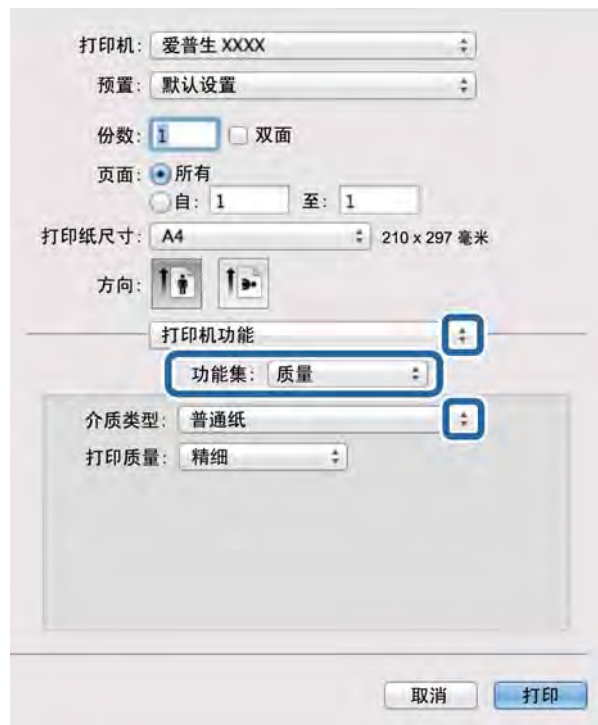 打印机: 爱普生 XXXX
预置: 默认设置
份数: 1 双面
页面: 所有
自: 1 至: 1
打印纸尺寸: A4 210 x 297 毫米
方向:
打印机功能
功能集: 质量
介质类型: 普通纸
打印质量: 精细
取消 打印